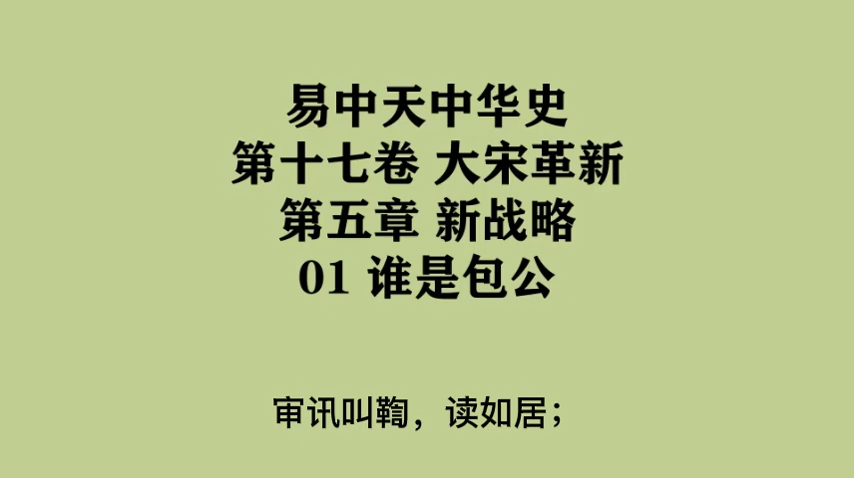 易中天中华史
第十七卷 大宋革新
第五章 新战略
01 谁是包公
审讯叫鞫，读如居；